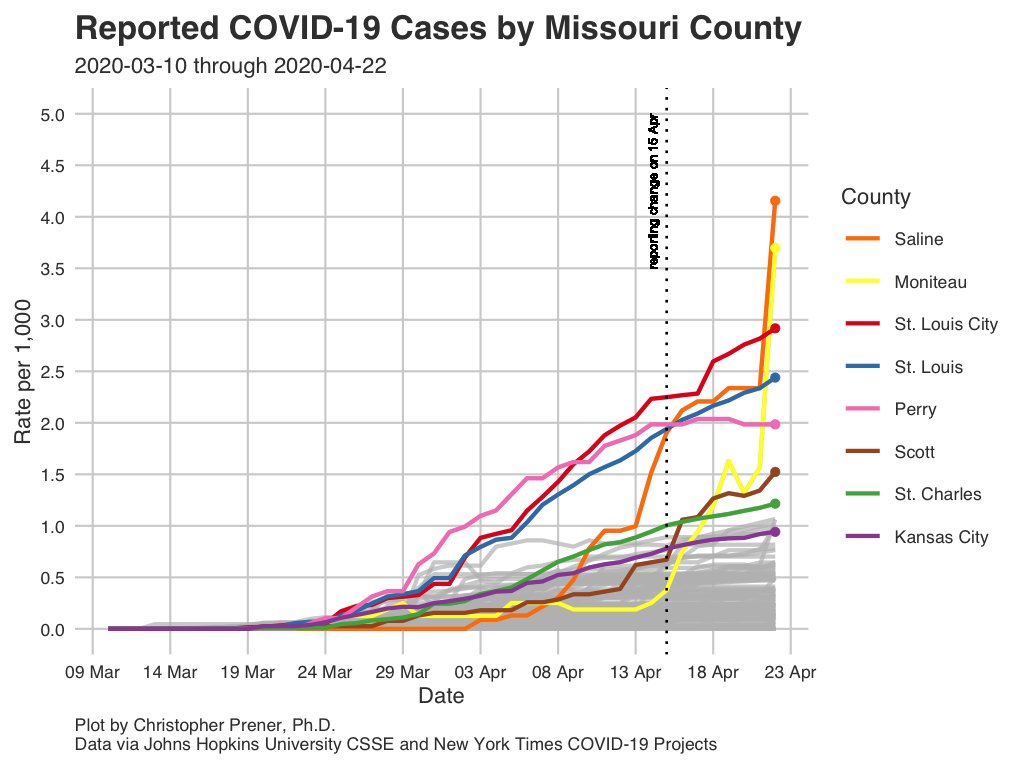 Reported COVID-19 Cases by Missouri County
2020-03-10 through 2020-04-22
5.0
4.5
4.0
3.5
3.0
2.5
2.0
1.5
1.0
0.5
0.0
Rate per 1,000
reporting change on 15 Apr
09 Mar
14 Mar
19 Mar
24 Mar
29 Mar
03 Apr
08 Apr
13 Apr
18 Apr
23 Apr
Date
County
Saline
Moniteau
St. Louis City
St. Louis
Perry
Scott
St. Charles
Kansas City
Plot by Christopher Prener, Ph.D.
Data via Johns Hopkins University CSSE and New York Times COVID-19 Projects